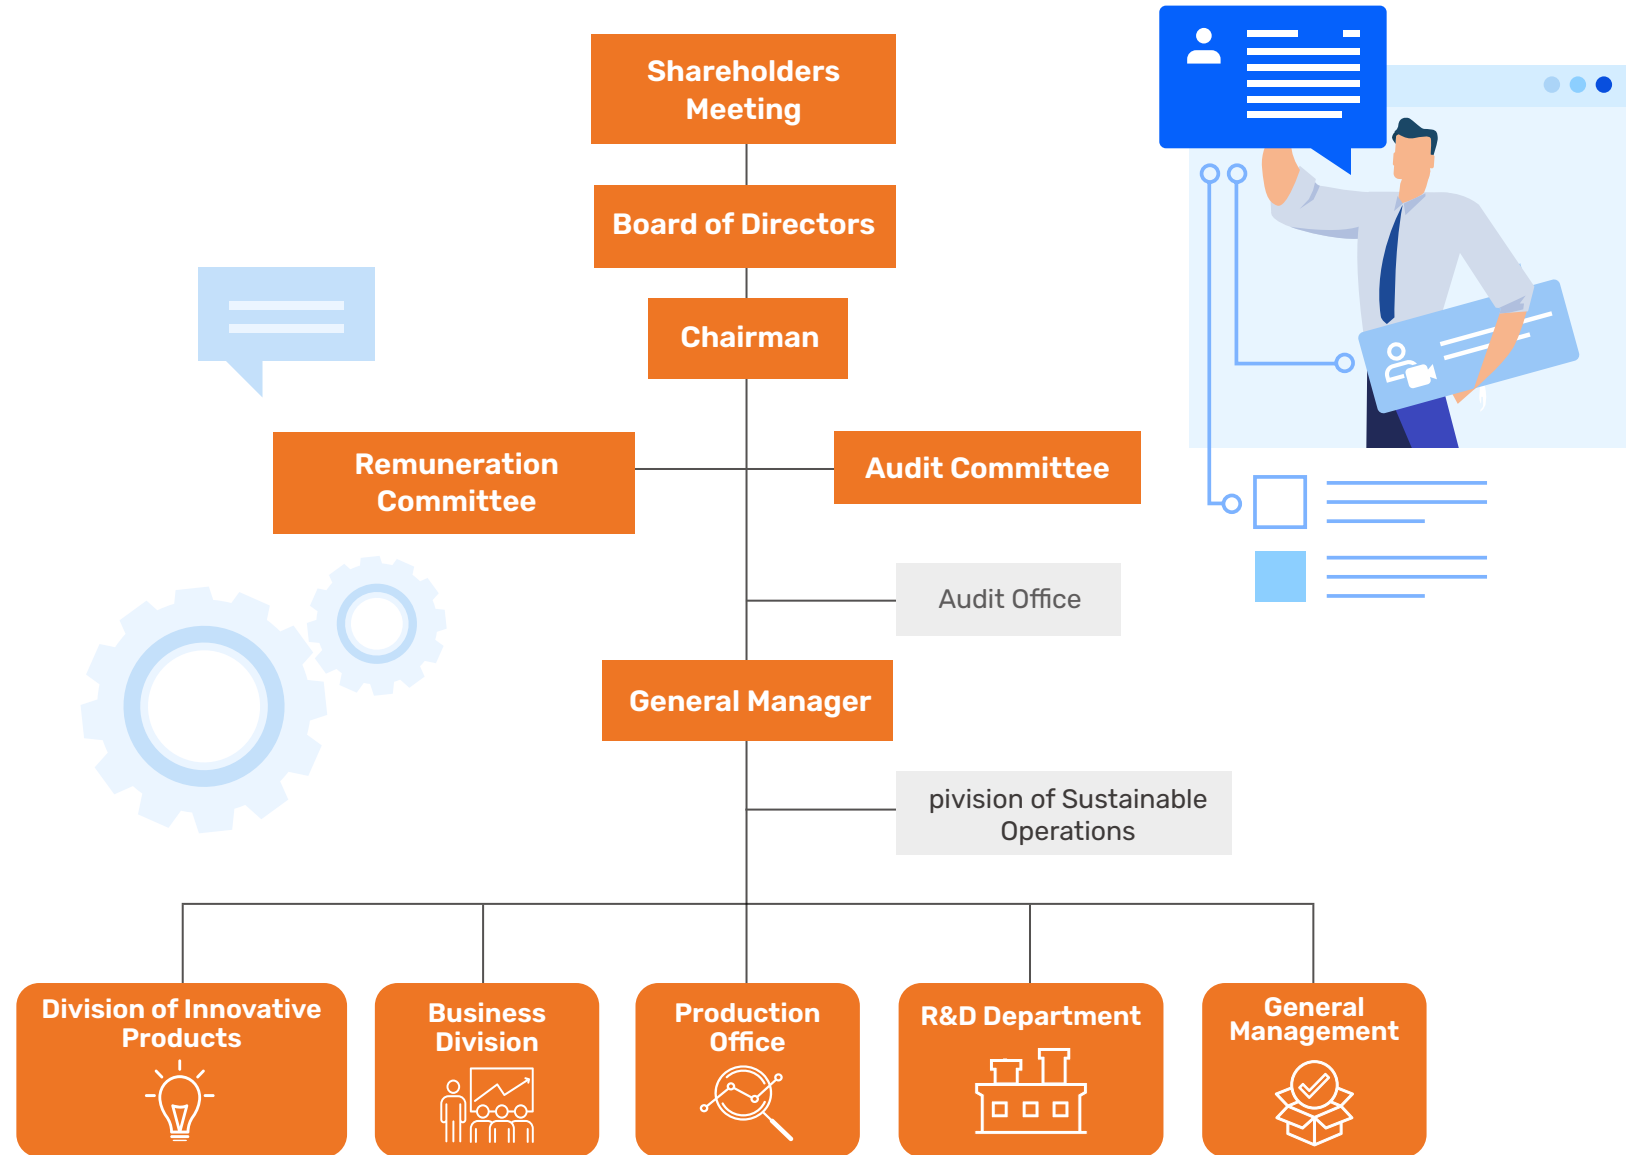 Shareholders
Meeting
Board of Directors
Chairman
Remuneration
Committee
Audit Committee
Audit Office
General Manager
pivision of Sustainable
Operations
Division of Innovative
Products
Business
Division
Production
Office
R&D Department
General
Management